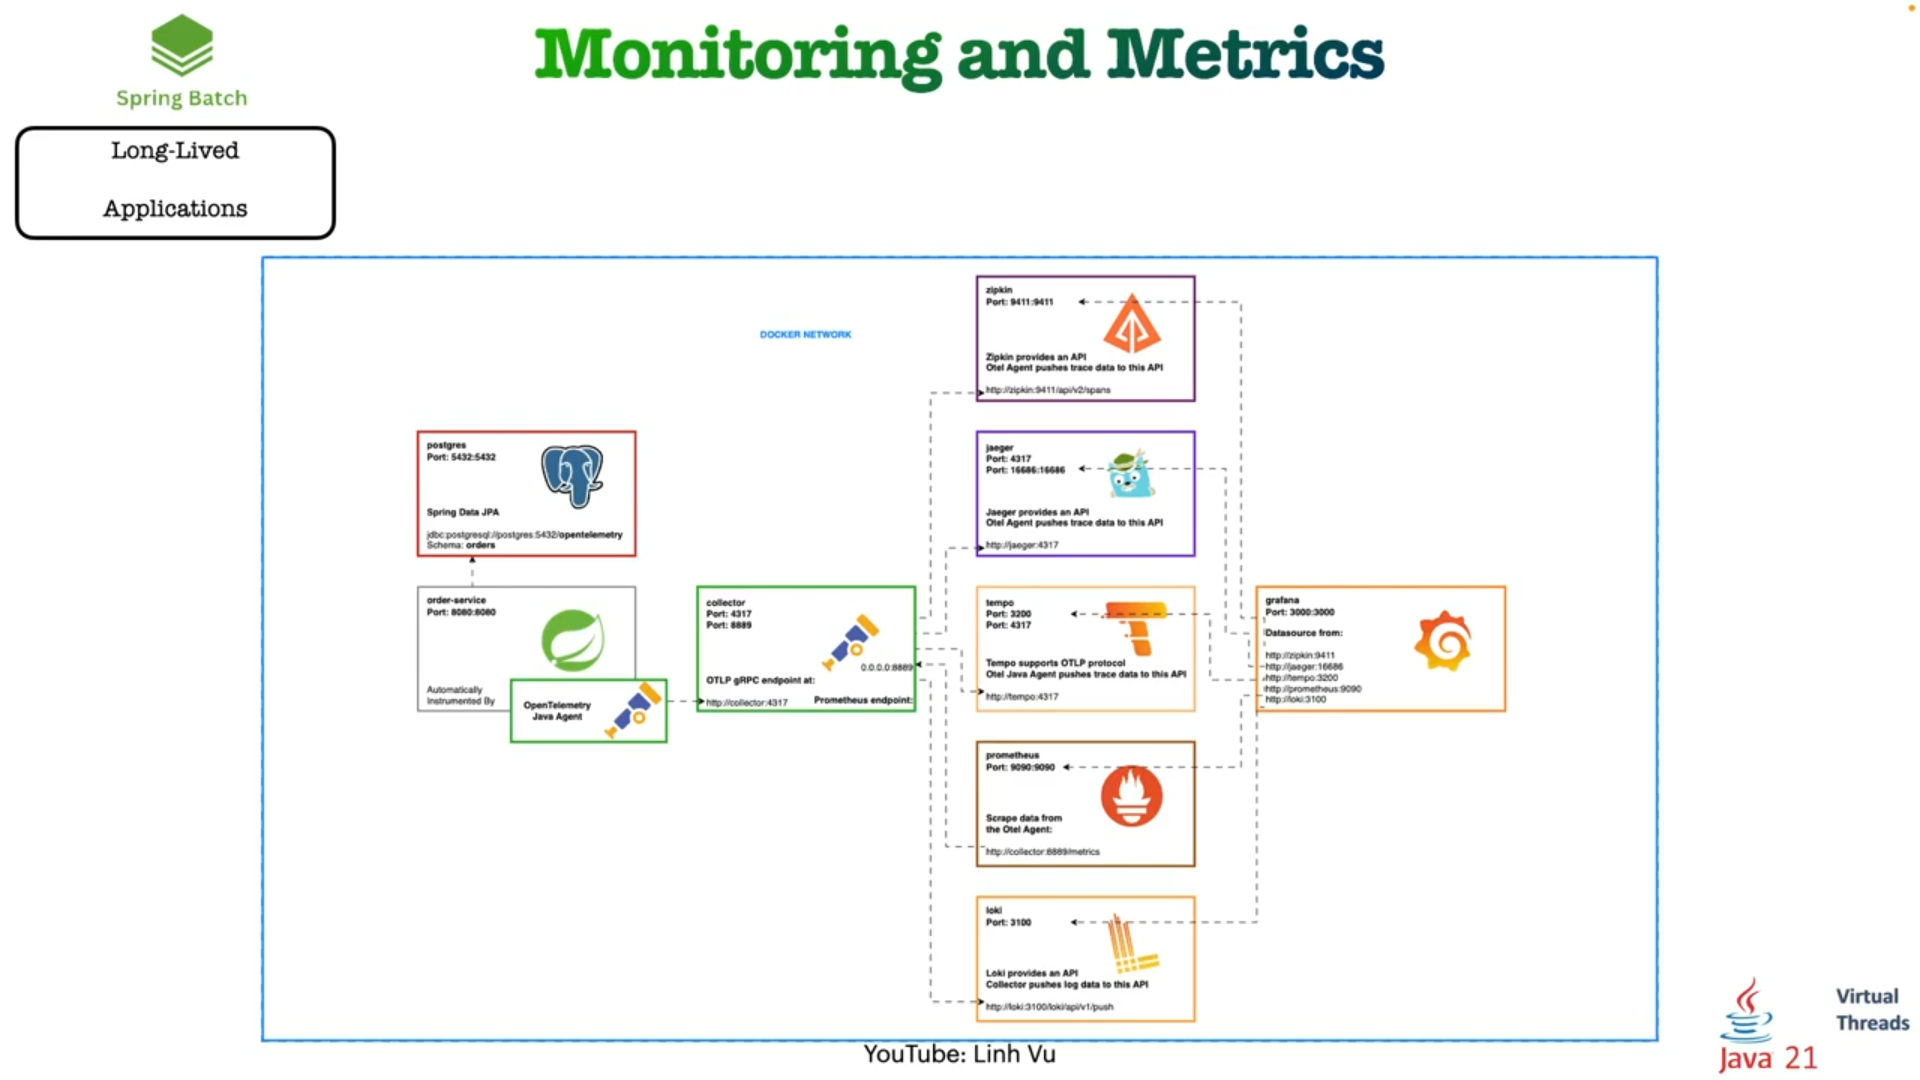 Monitoring and Metrics
Spring Batch
Long-Lived
Applications
DOCKER NETWORK
zipkin
Port: 9411:9411
Zipkin provides an API
Otel Agent pushes trace data to this API
http://zipkin:9411/api/v2/spans
postgres
Port: 5432:5432
Spring Data JPA
jdbc:postgresql://postgres:5432/opentelemetry
Schema: orders
jaeger
Port: 4317
Port: 16686:16686
Jaeger provides an API
Otel Agent pushes trace data to this API
http://jaeger:4317
order-service
Port: 8080:8080
Automatically
Instrumented By
OpenTelemetry
Java Agent
collector
Port: 4317
Port: 8889
0.0.0.0:8889
OTLP gRPC endpoint at:
http://collector:4317
Prometheus endpoint:
tempo
Port: 3200
Port: 4317
Tempo supports OTLP protocol
Otel Java Agent pushes trace data to this API
http://tempo:4317
grafana
Port: 3000:3000
Datasource from:
http://zipkin:9411
http://jaeger:16686
http://tempo:3200
http://prometheus:9090
http://loki:3100
prometheus
Port: 9090:9090
Scrape data from
the Otel Agent:
http://collector:8889/metrics
loki
Port: 3100
Loki provides an API
Collector pushes log data to this API
http://loki:3100/loki/api/v1/push
YouTube: Linh Vu
Java 21
Virtual
Threads